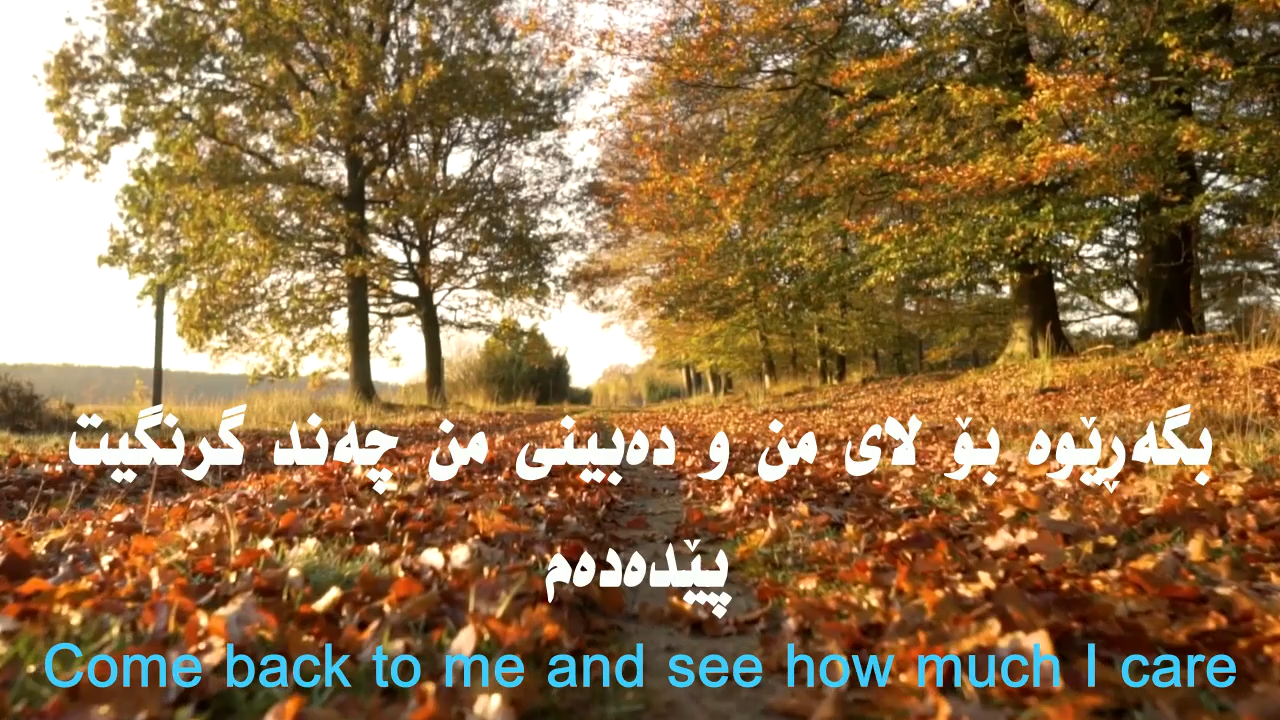 بگەڕێوە بۆ لای من و دەبینی من چەند گرنگیت
پێدەدەم
Come back to me and see how much I care